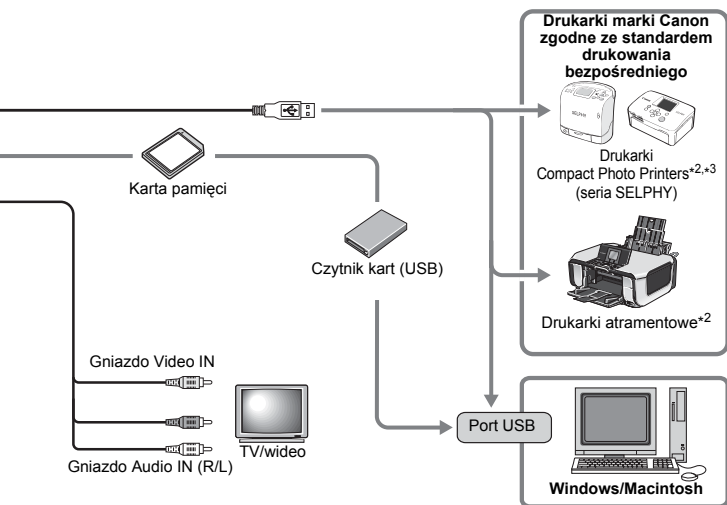 Drukarki marki Canon
zgodne ze standardem
drukowania
bezpośredniego
SELPHY
Drukarki
Compact Photo Printers*2,*3
(seria SELPHY)
Karta pamięci
Czytnik kart (USB)
Drukarki atramentowe*2
Gniazdo Video IN
Gniazdo Audio IN (R/L)
TV/wideo
Port USB
Windows/Macintosh